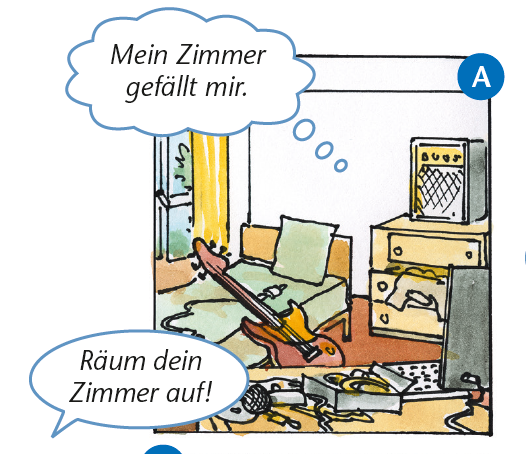 Mein Zimmer
gefällt mir.
A
Räum dein
Zimmer auf!